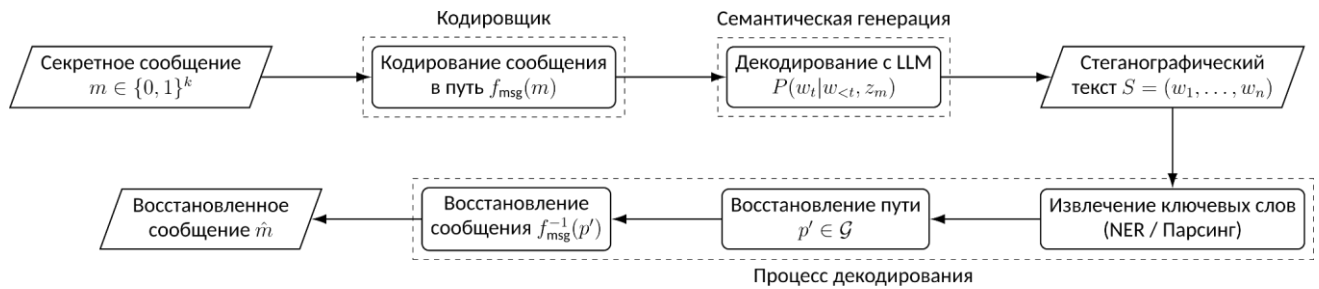 Кодировщик
Семантическая генерация
Секретное сообщение
m ∈ {0, 1}^k
Кодирование сообщения
в путь f_msg(m)
Декодирование с LLM
P(w_t|w_{<t}, z_m)
Стеганографический
текст S = (w_1, . . . , w_n)
Восстановленное
сообщение m̂
Восстановление
сообщения f_msg^{-1}(p′)
Восстановление пути
p′ ∈ 𝒢
Извлечение ключевых слов
(NER / Парсинг)
Процесс декодирования